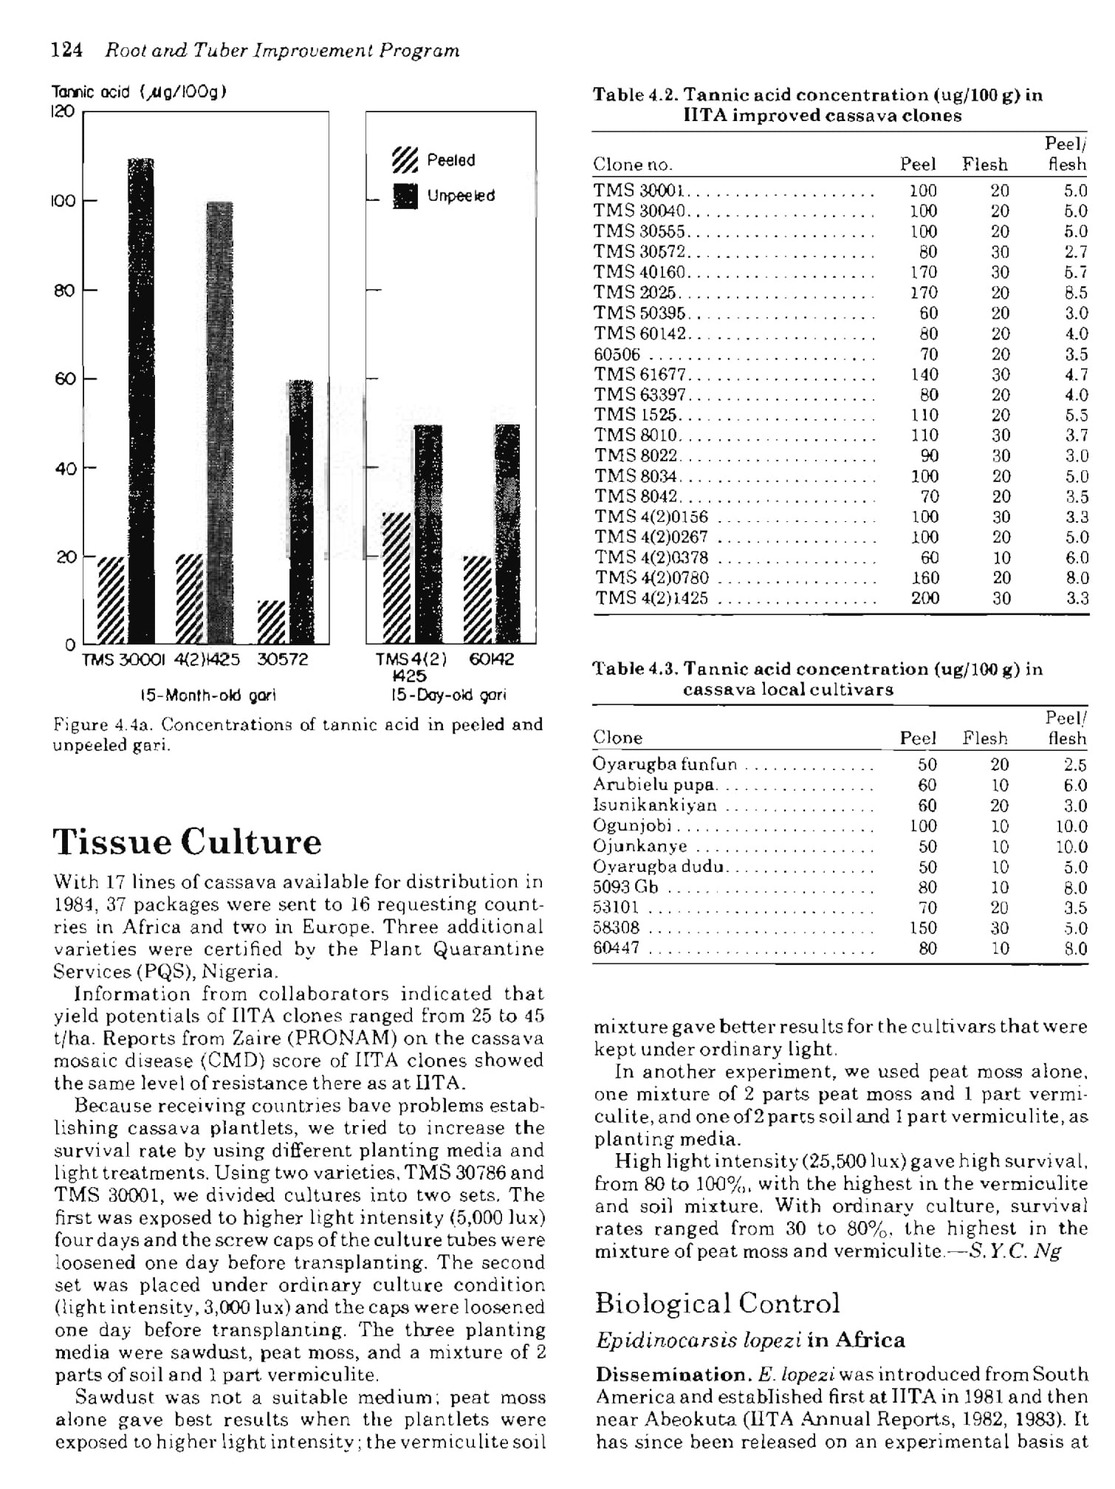 124 Root and Tuber Improvement Program
Tannic acid (µg/100g)
120
100
80
60
40
20
0
Peeled
Unpeeled
TMS 30001 4(2)1425 30572
15-Month-old gari
TMS 4(2) 60142
1425
15-Day-old gari
Figure 4.4a. Concentrations of tannic acid in peeled and
unpeeled gari.
Tissue Culture
With 17 lines of cassava available for distribution in
1984, 37 packages were sent to 16 requesting count-
ries in Africa and two in Europe. Three additional
varieties were certified by the Plant Quarantine
Services (PQS), Nigeria.
Information from collaborators indicated that
yield potentials of IITA clones ranged from 25 to 45
t/ha. Reports from Zaire (PRONAM) on the cassava
mosaic disease (CMD) score of IITA clones showed
the same level of resistance there as at IITA.
Because receiving countries have problems estab-
lishing cassava plantlets, we tried to increase the
survival rate by using different planting media and
light treatments. Using two varieties, TMS 30786 and
TMS 30001, we divided cultures into two sets. The
first was exposed to higher light intensity (5,000 lux)
four days and the screw caps of the culture tubes were
loosened one day before transplanting. The second
set was placed under ordinary culture condition
(light intensity, 3,000 lux) and the caps were loosened
one day before transplanting. The three planting
media were sawdust, peat moss, and a mixture of 2
parts of soil and 1 part vermiculite.
Sawdust was not a suitable medium; peat moss
alone gave best results when the plantlets were
exposed to higher light intensity; the vermiculite soil
Table 4.2. Tannic acid concentration (ug/100 g) in
IITA improved cassava clones
Peel/
Clone no. Peel Flesh flesh
TMS 30001. . . . . . . . . . . . . . . . . . . . 100 20 5.0
TMS 30040. . . . . . . . . . . . . . . . . . . . 100 20 5.0
TMS 30555. . . . . . . . . . . . . . . . . . . . 100 20 5.0
TMS 30572. . . . . . . . . . . . . . . . . . . . 80 30 2.7
TMS 40160. . . . . . . . . . . . . . . . . . . . 170 30 5.7
TMS 2025. . . . . . . . . . . . . . . . . . . . . 170 20 8.5
TMS 50395. . . . . . . . . . . . . . . . . . . . 60 20 3.0
TMS 60142. . . . . . . . . . . . . . . . . . . . 80 20 4.0
60506 . . . . . . . . . . . . . . . . . . . . . . . . 70 20 3.5
TMS 61677. . . . . . . . . . . . . . . . . . . . 140 30 4.7
TMS 63397. . . . . . . . . . . . . . . . . . . . 80 20 4.0
TMS 1525. . . . . . . . . . . . . . . . . . . . . 110 20 5.5
TMS 8010. . . . . . . . . . . . . . . . . . . . . 110 30 3.7
TMS 8022. . . . . . . . . . . . . . . . . . . . . 90 30 3.0
TMS 8034. . . . . . . . . . . . . . . . . . . . . 100 20 5.0
TMS 8042. . . . . . . . . . . . . . . . . . . . . 70 20 3.5
TMS 4(2)0156 . . . . . . . . . . . . . . . . . 100 30 3.3
TMS 4(2)0267 . . . . . . . . . . . . . . . . . 100 20 5.0
TMS 4(2)0378 . . . . . . . . . . . . . . . . . 60 10 6.0
TMS 4(2)0780 . . . . . . . . . . . . . . . . . 160 20 8.0
TMS 4(2)1425 . . . . . . . . . . . . . . . . . 200 30 3.3
Table 4.3. Tannic acid concentration (ug/100 g) in
cassava local cultivars
Peel/
Clone Peel Flesh flesh
Oyarugba funfun . . . . . . . . . . . . . . 50 20 2.5
Arubielu pupa. . . . . . . . . . . . . . . . . 60 10 6.0
Isunikankiyan . . . . . . . . . . . . . . . . 60 20 3.0
Ogunjobi . . . . . . . . . . . . . . . . . . . . . 100 10 10.0
Ojunkanye . . . . . . . . . . . . . . . . . . . 50 10 10.0
Oyarugba dudu. . . . . . . . . . . . . . . . 50 10 5.0
5093 Gb . . . . . . . . . . . . . . . . . . . . . . 80 10 8.0
53101 . . . . . . . . . . . . . . . . . . . . . . . . 70 20 3.5
58308 . . . . . . . . . . . . . . . . . . . . . . . . 150 30 5.0
60447 . . . . . . . . . . . . . . . . . . . . . . . . 80 10 8.0
mixture gave better results for the cultivars that were
kept under ordinary light.
In another experiment, we used peat moss alone,
one mixture of 2 parts peat moss and 1 part vermi-
culite, and one of 2 parts soil and 1 part vermiculite, as
planting media.
High light intensity (25,500 lux) gave high survival,
from 80 to 100%, with the highest in the vermiculite
and soil mixture. With ordinary culture, survival
rates ranged from 30 to 80%, the highest in the
mixture of peat moss and vermiculite.—S. Y. C. Ng
Biological Control
Epidinocarsis lopezi in Africa
Dissemination. E. lopezi was introduced from South
America and established first at IITA in 1981 and then
near Abeokuta (IITA Annual Reports, 1982, 1983). It
has since been released on an experimental basis at